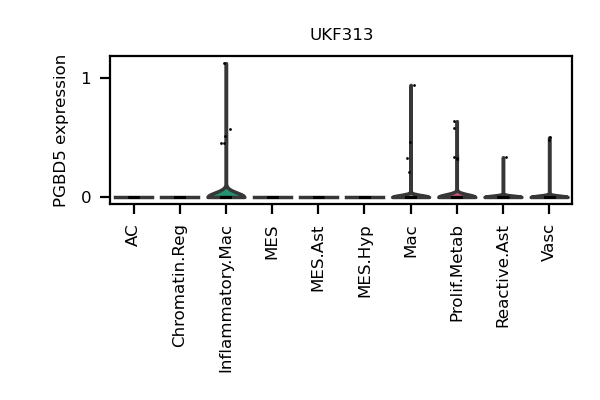 UKF313
PGBD5 expression
1
0
AC
Chromatin.Reg
Inflammatory.Mac
MES
MES.Ast
MES.Hyp
Mac
Prolif.Metab
Reactive.Ast
Vasc